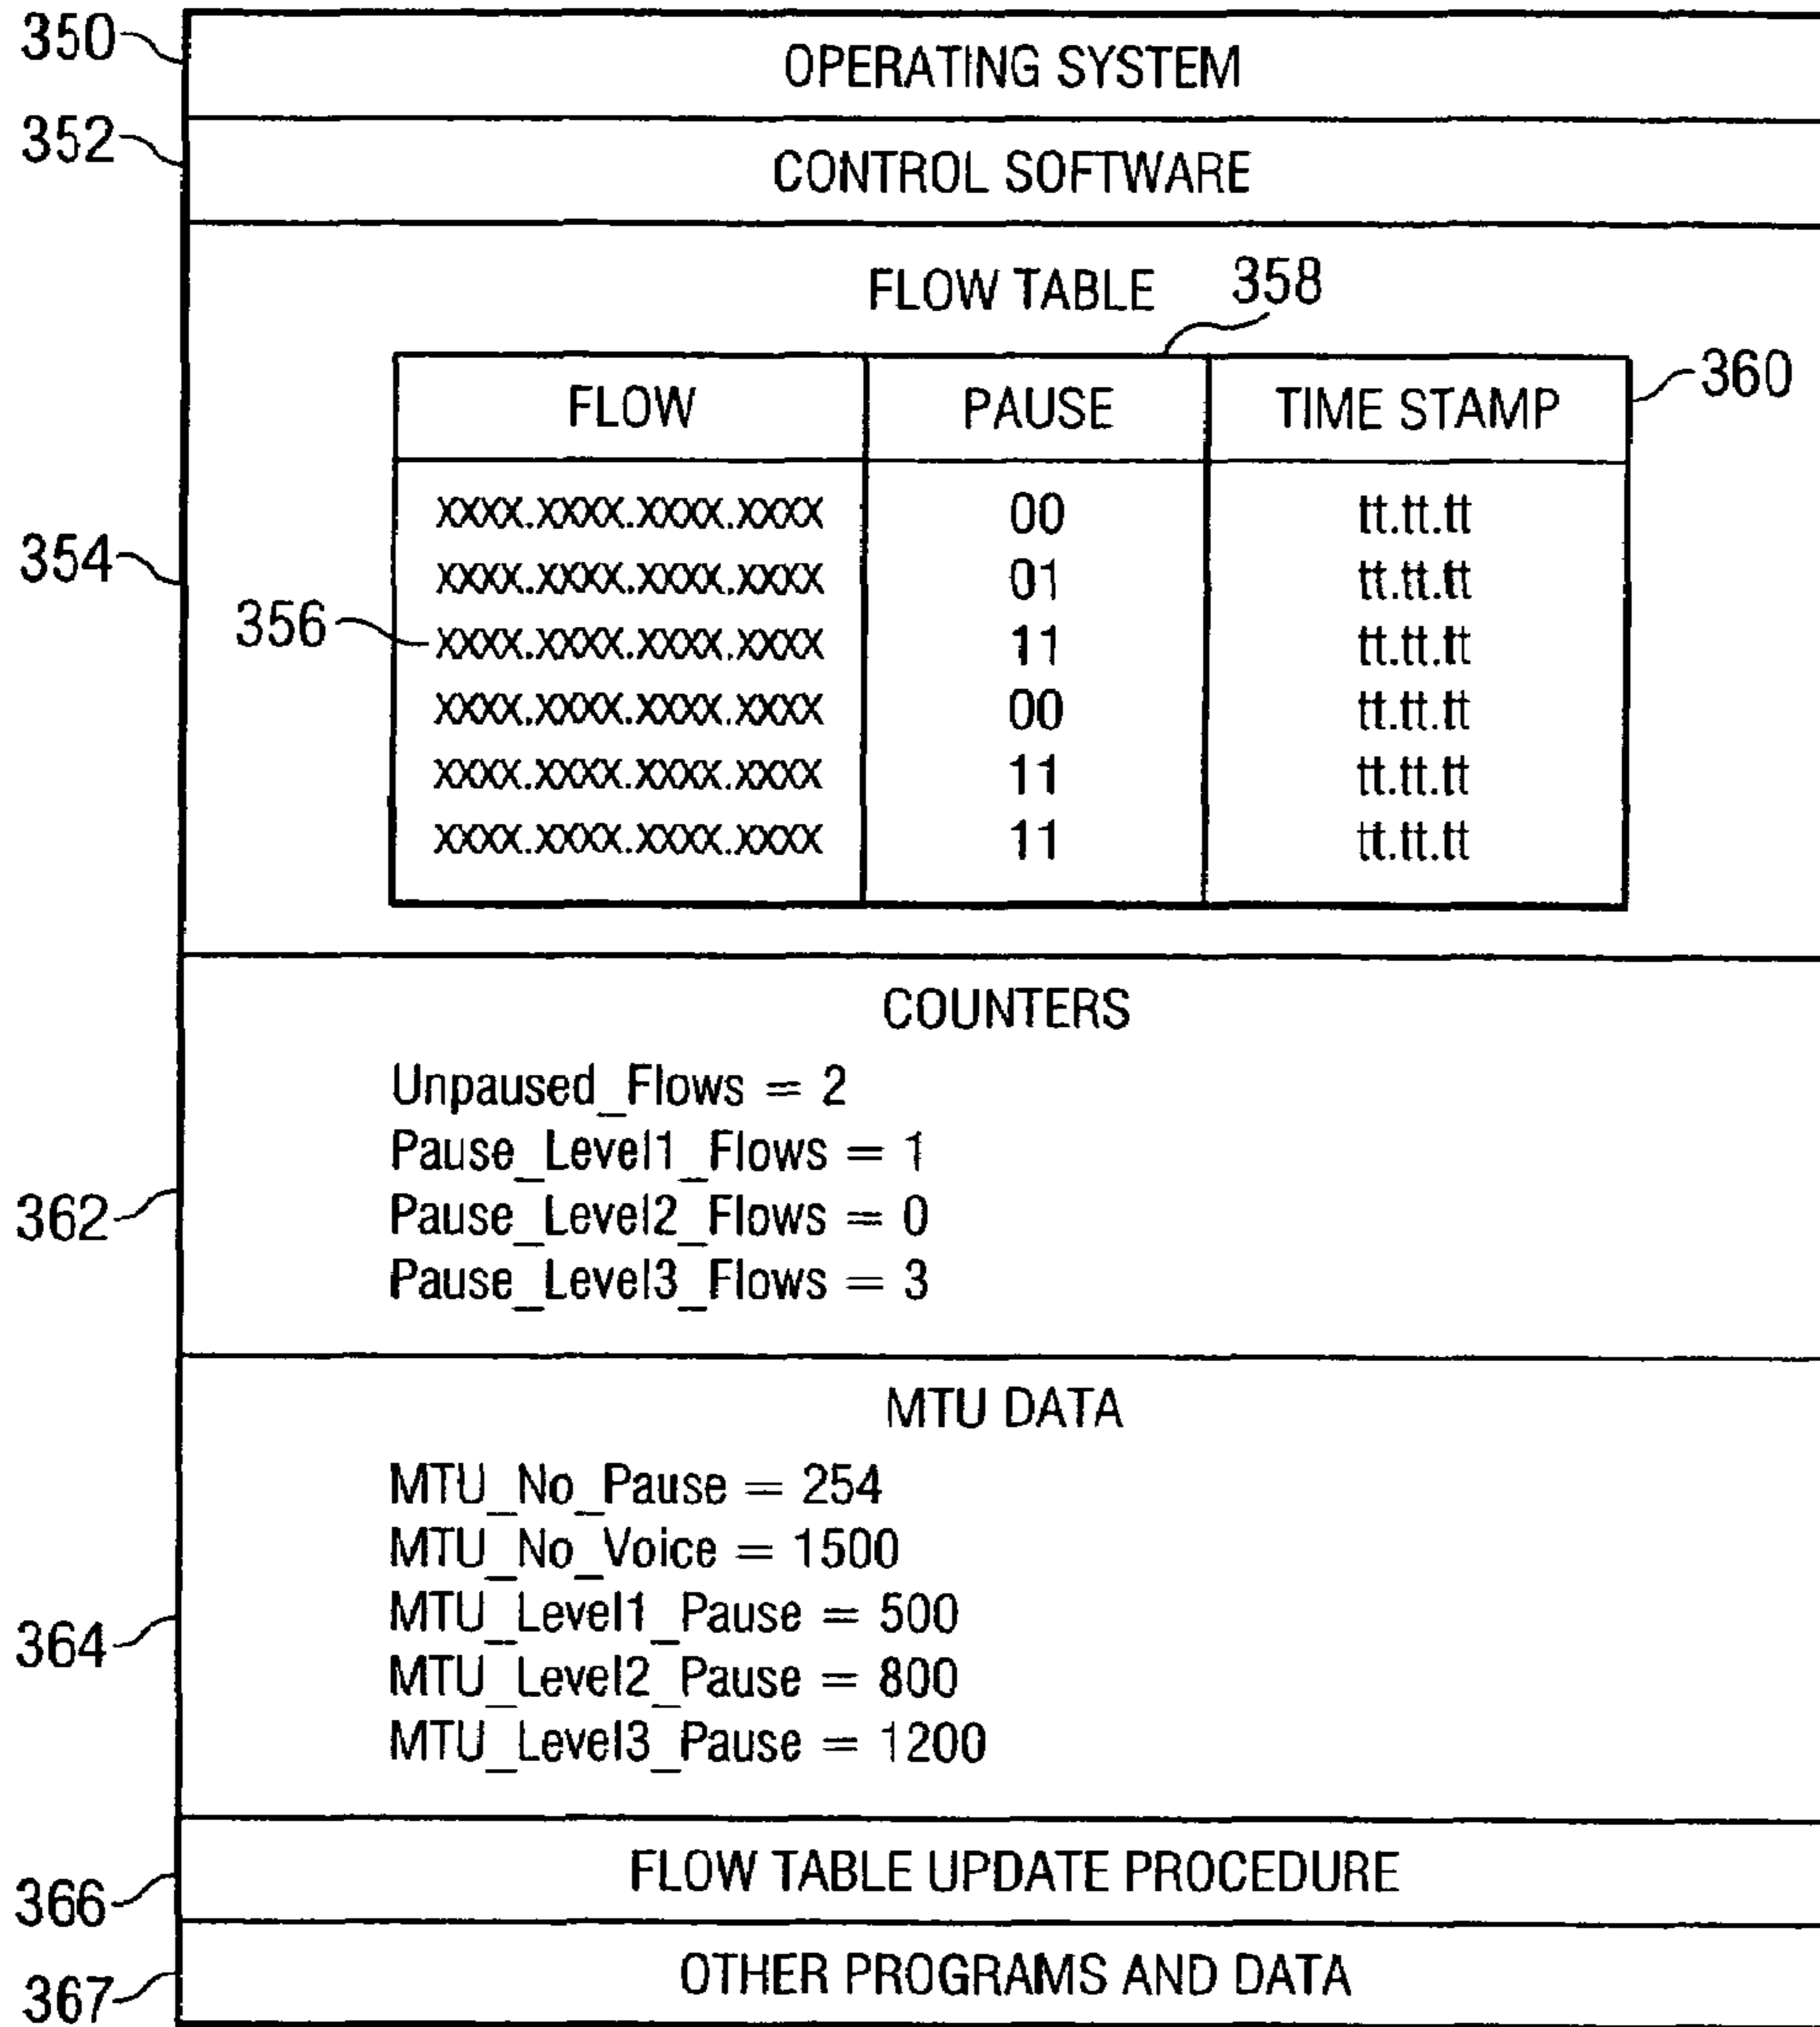 350
OPERATING SYSTEM
352
CONTROL SOFTWARE
354
FLOW TABLE
358
360
FLOW PAUSE TIME STAMP
xxxx.xxxx.xxxx.xxxx 00 tt.tt.tt
xxxx.xxxx.xxxx.xxxx 01 tt.tt.tt
356 xxxx.xxxx.xxxx.xxxx 11 tt.tt.tt
xxxx.xxxx.xxxx.xxxx 00 tt.tt.tt
xxxx.xxxx.xxxx.xxxx 11 tt.tt.tt
xxxx.xxxx.xxxx.xxxx 11 tt.tt.tt
362
COUNTERS
Unpaused_Flows = 2
Pause_Level1_Flows = 1
Pause_Level2_Flows = 0
Pause_Level3_Flows = 3
364
MTU DATA
MTU_No_Pause = 254
MTU_No_Voice = 1500
MTU_Level1_Pause = 500
MTU_Level2_Pause = 800
MTU_Level3_Pause = 1200
366
FLOW TABLE UPDATE PROCEDURE
367
OTHER PROGRAMS AND DATA